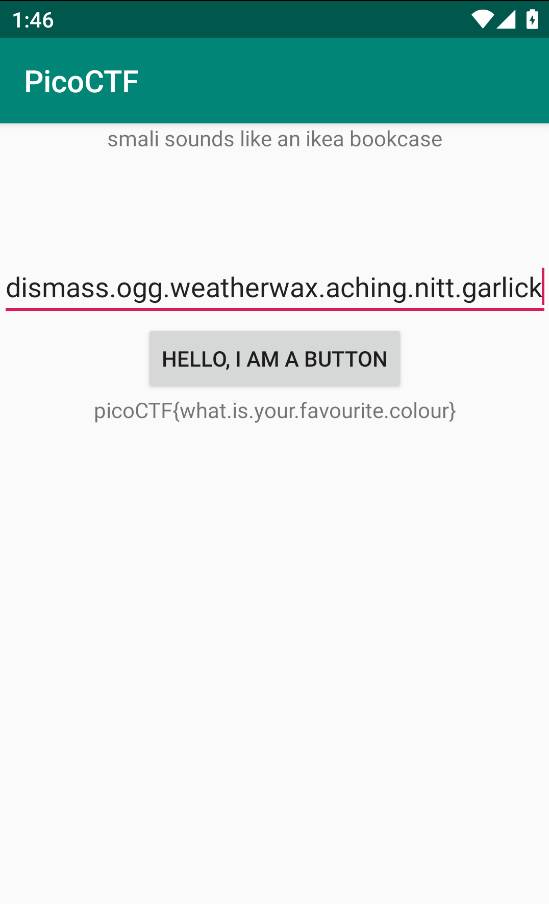 1:46
PicoCTF
smali sounds like an ikea bookcase
dismass.ogg.weatherwax.aching.nitt.garlick
HELLO, I AM A BUTTON
picoCTF{what.is.your.favourite.colour}